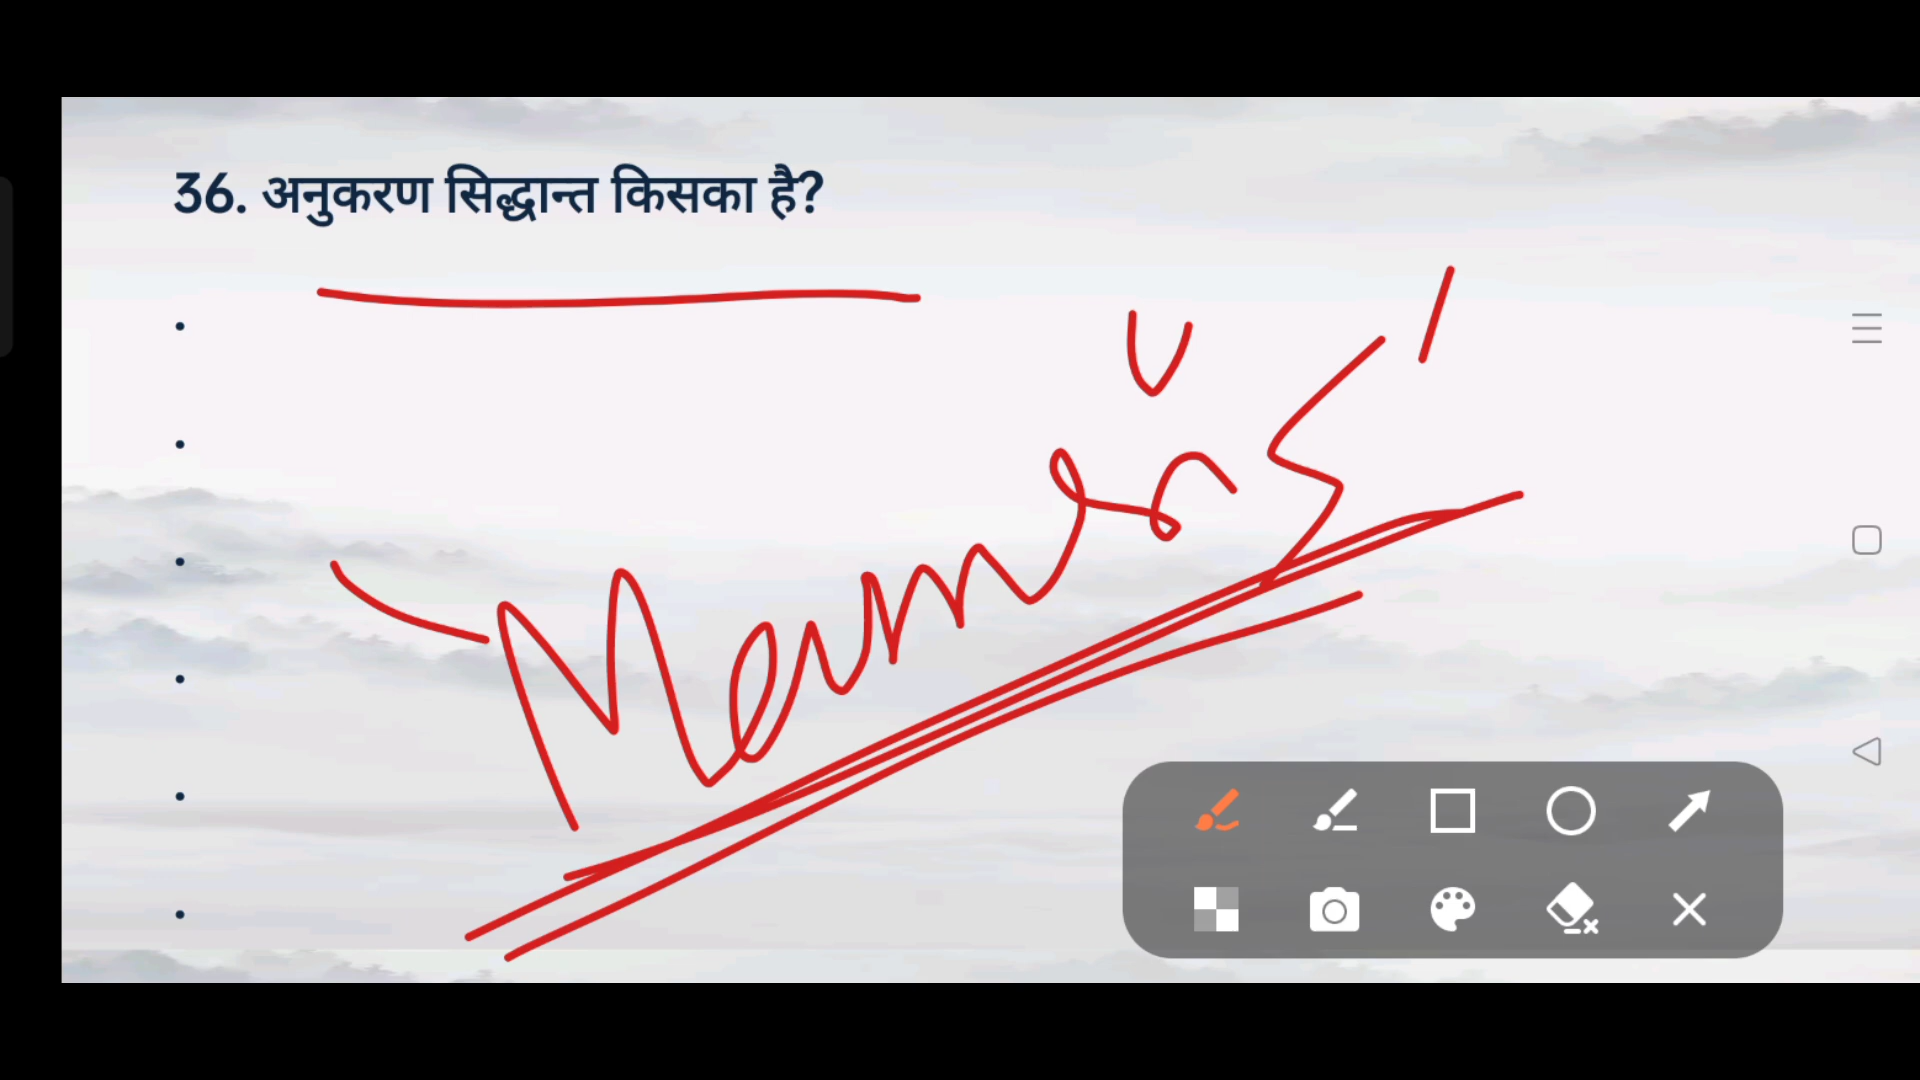 36. अनुकरण सिद्धान्त किसका है?